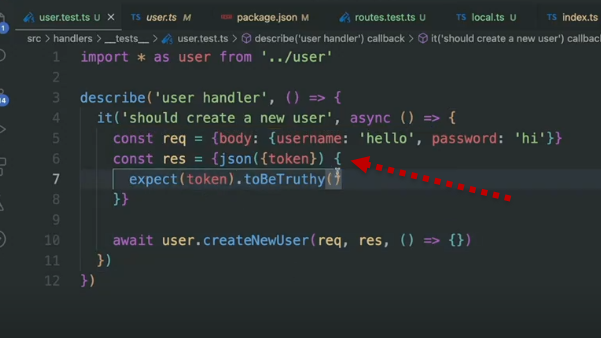 user.test.ts U × TS user.ts M package.json M routes.test.ts U TS local.ts U TS index.ts
src > handlers > __tests__ > user.test.ts > describe('user handler') callback > it('should create a new user') callback
1 import * as user from '../user'
2
3 describe('user handler', () => {
4 it('should create a new user', async () => {
5 const req = {body: {username: 'hello', password: 'hi'}}
6 const res = {json({token}) {
7 expect(token).toBeTruthy()
8 }}
9
10 await user.createNewUser(req, res, () => {})
11 })
12 })
14